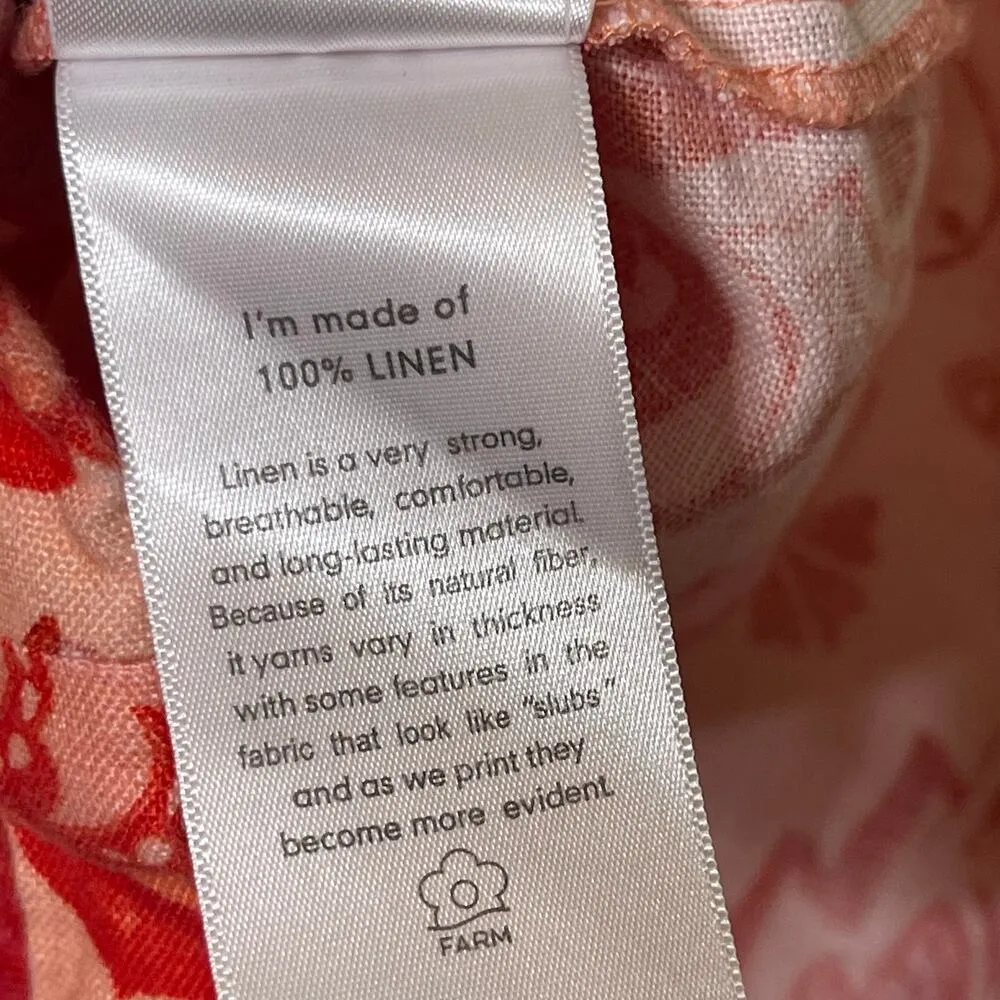 I'm made of
100% LINEN
Linen is a very strong,
breathable, comfortable,
and long-lasting material.
Because of its natural fiber,
it yarns vary in thickness
with some features in the
fabric that look like "slubs"
and as we print they
become more evident.
FARM